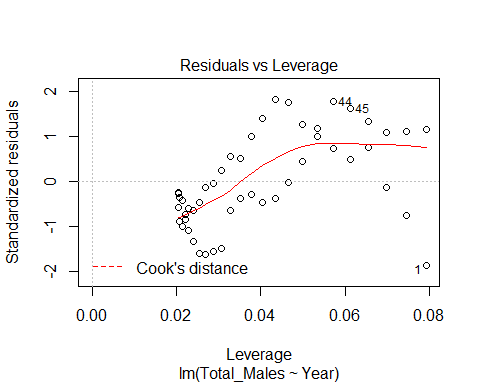 Residuals vs Leverage
Standardized residuals
2
1
0
-1
-2
44
45
1
Cook's distance
0.00 0.02 0.04 0.06 0.08
Leverage
lm(Total_Males ~ Year)